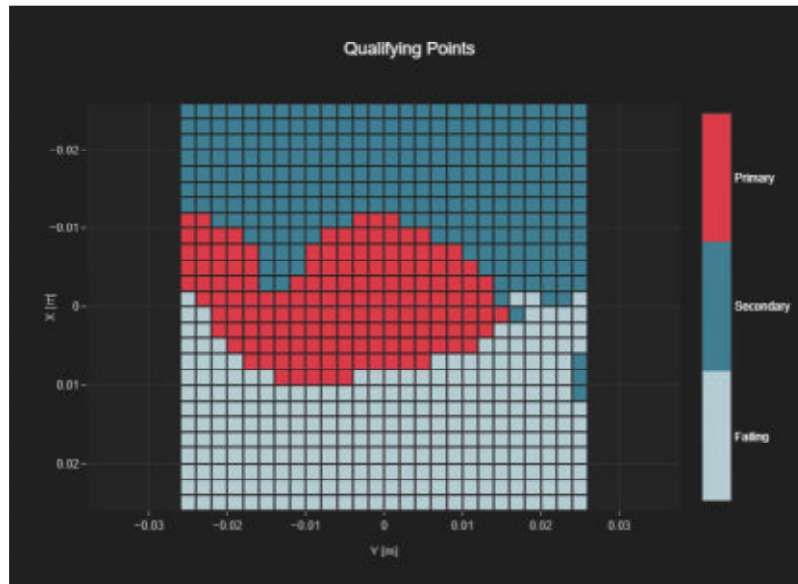 Qualifying Points
Primary
Secondary
Failing
−0.02
−0.01
0
0.01
0.02
X [m]
−0.03
−0.02
−0.01
0
0.01
0.02
0.03
Y [m]